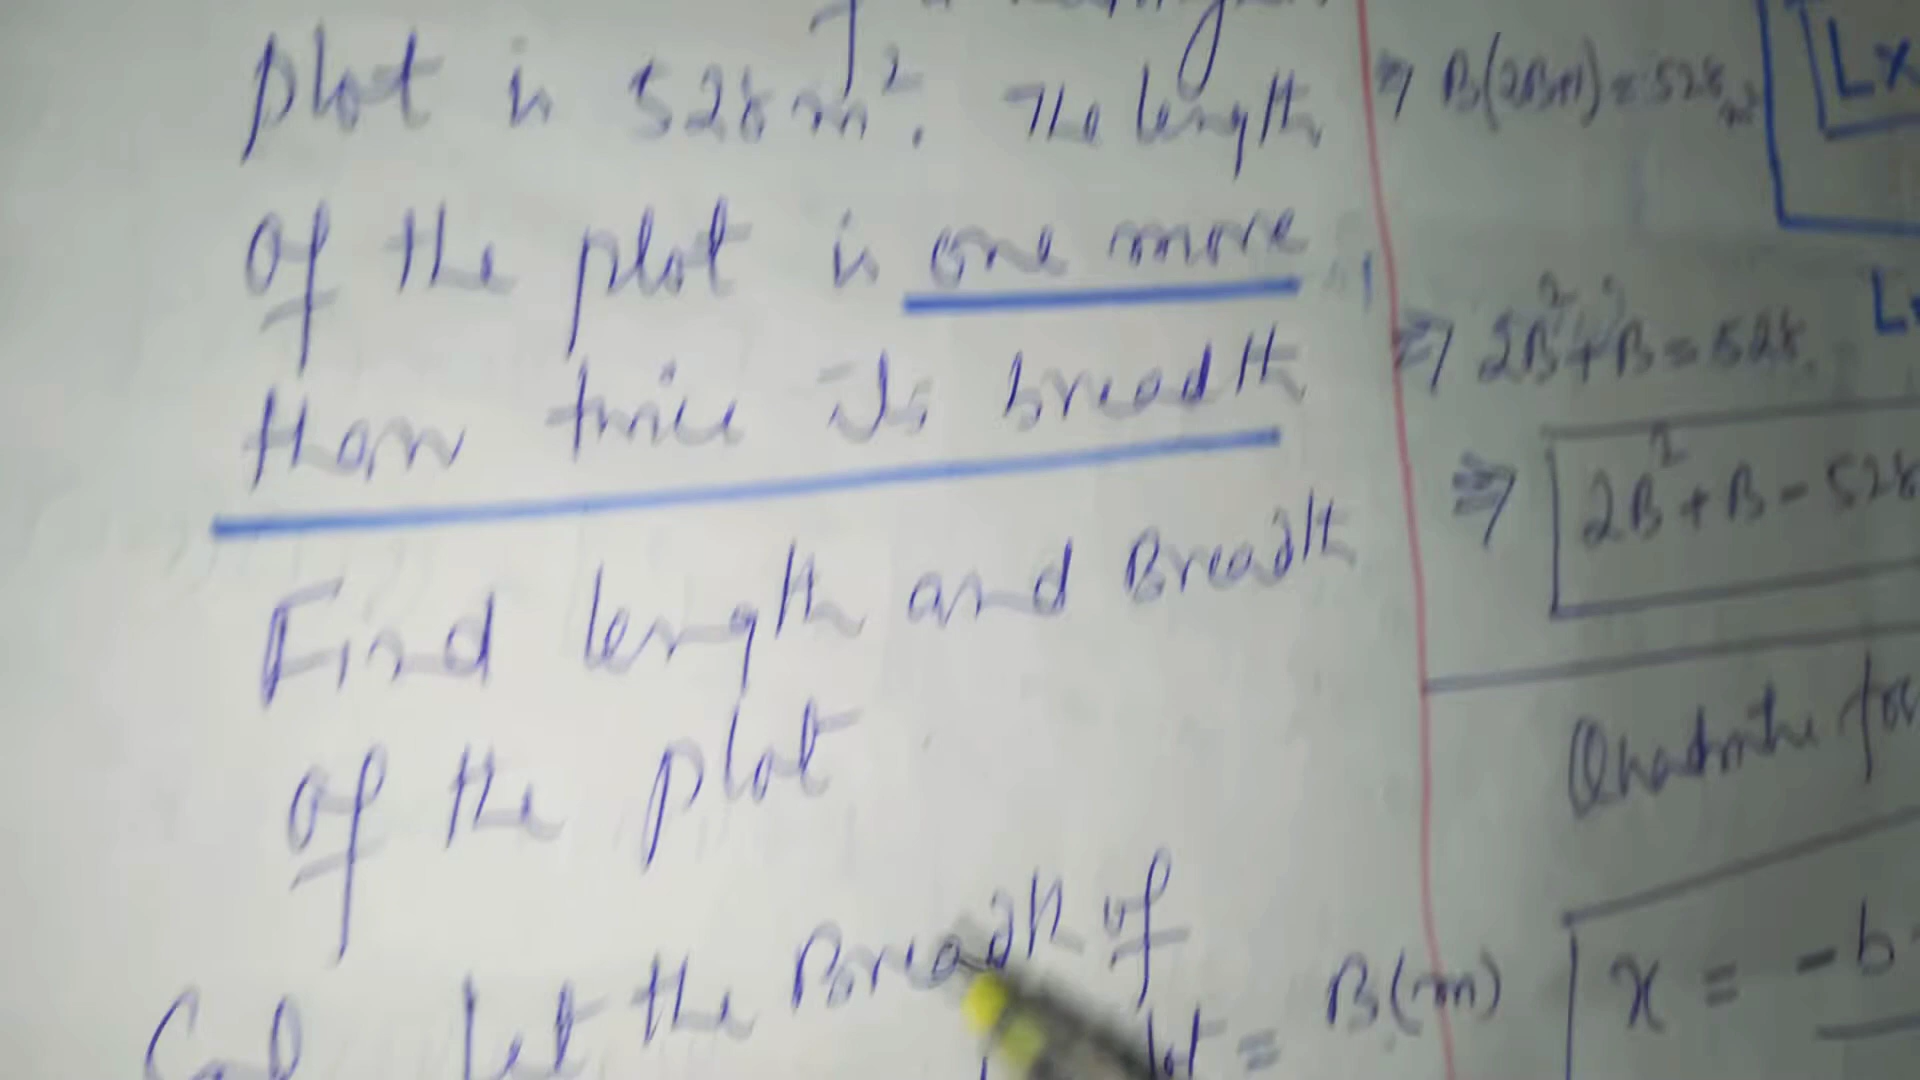 plot is 528 m². The length
of the plot is one more
than twice its breadth
Find length and Breadth
of the plot
Sol let the Breadth of
= B(m)
⇒ B(2B+1) = 528
⇒ 2B²+B = 528
⇒ 2B²+B-528
Quadratic
x = -b
L×